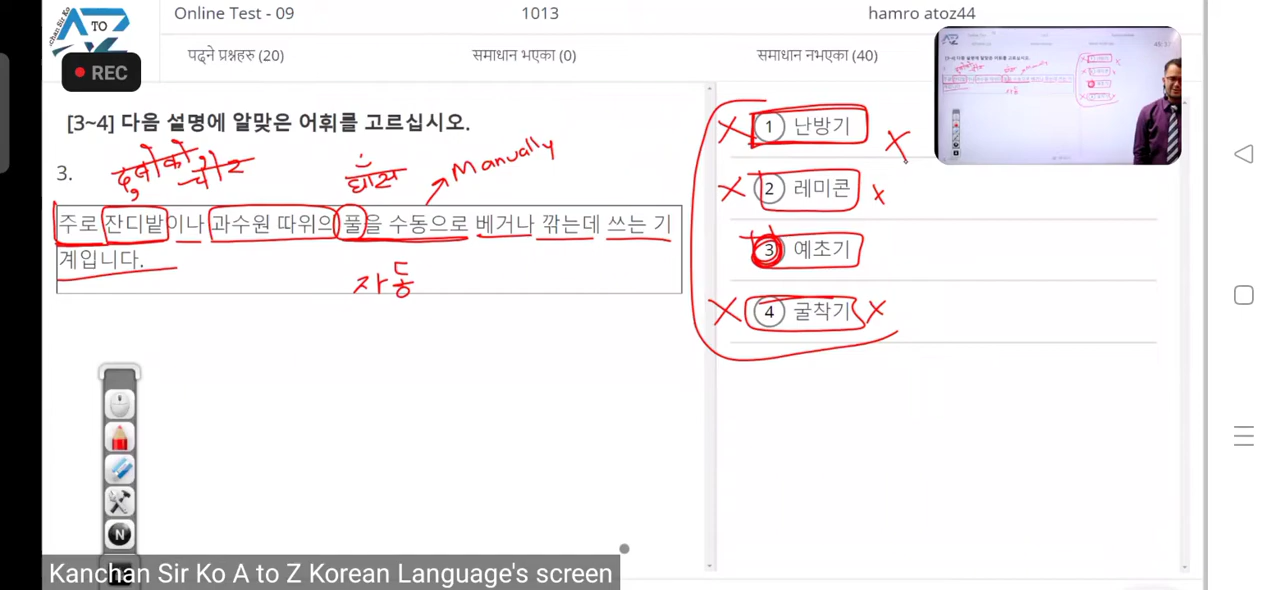 Online Test - 09
1013
hamro atoz44
A TO Z
REC
पढ्ने प्रश्नहरु (20)
समाधान भएका (0)
समाधान नभएका (40)
[3~4] 다음 설명에 알맞은 어휘를 고르십시오.
3.
घाँस
Manually
주로 잔디밭이나 과수원 따위의 풀을 수동으로 베거나 깎는데 쓰는 기
계입니다.
자동
1 난방기
2 레미콘
3 예초기
4 굴착기
N
Kanchan Sir Ko A to Z Korean Language's screen